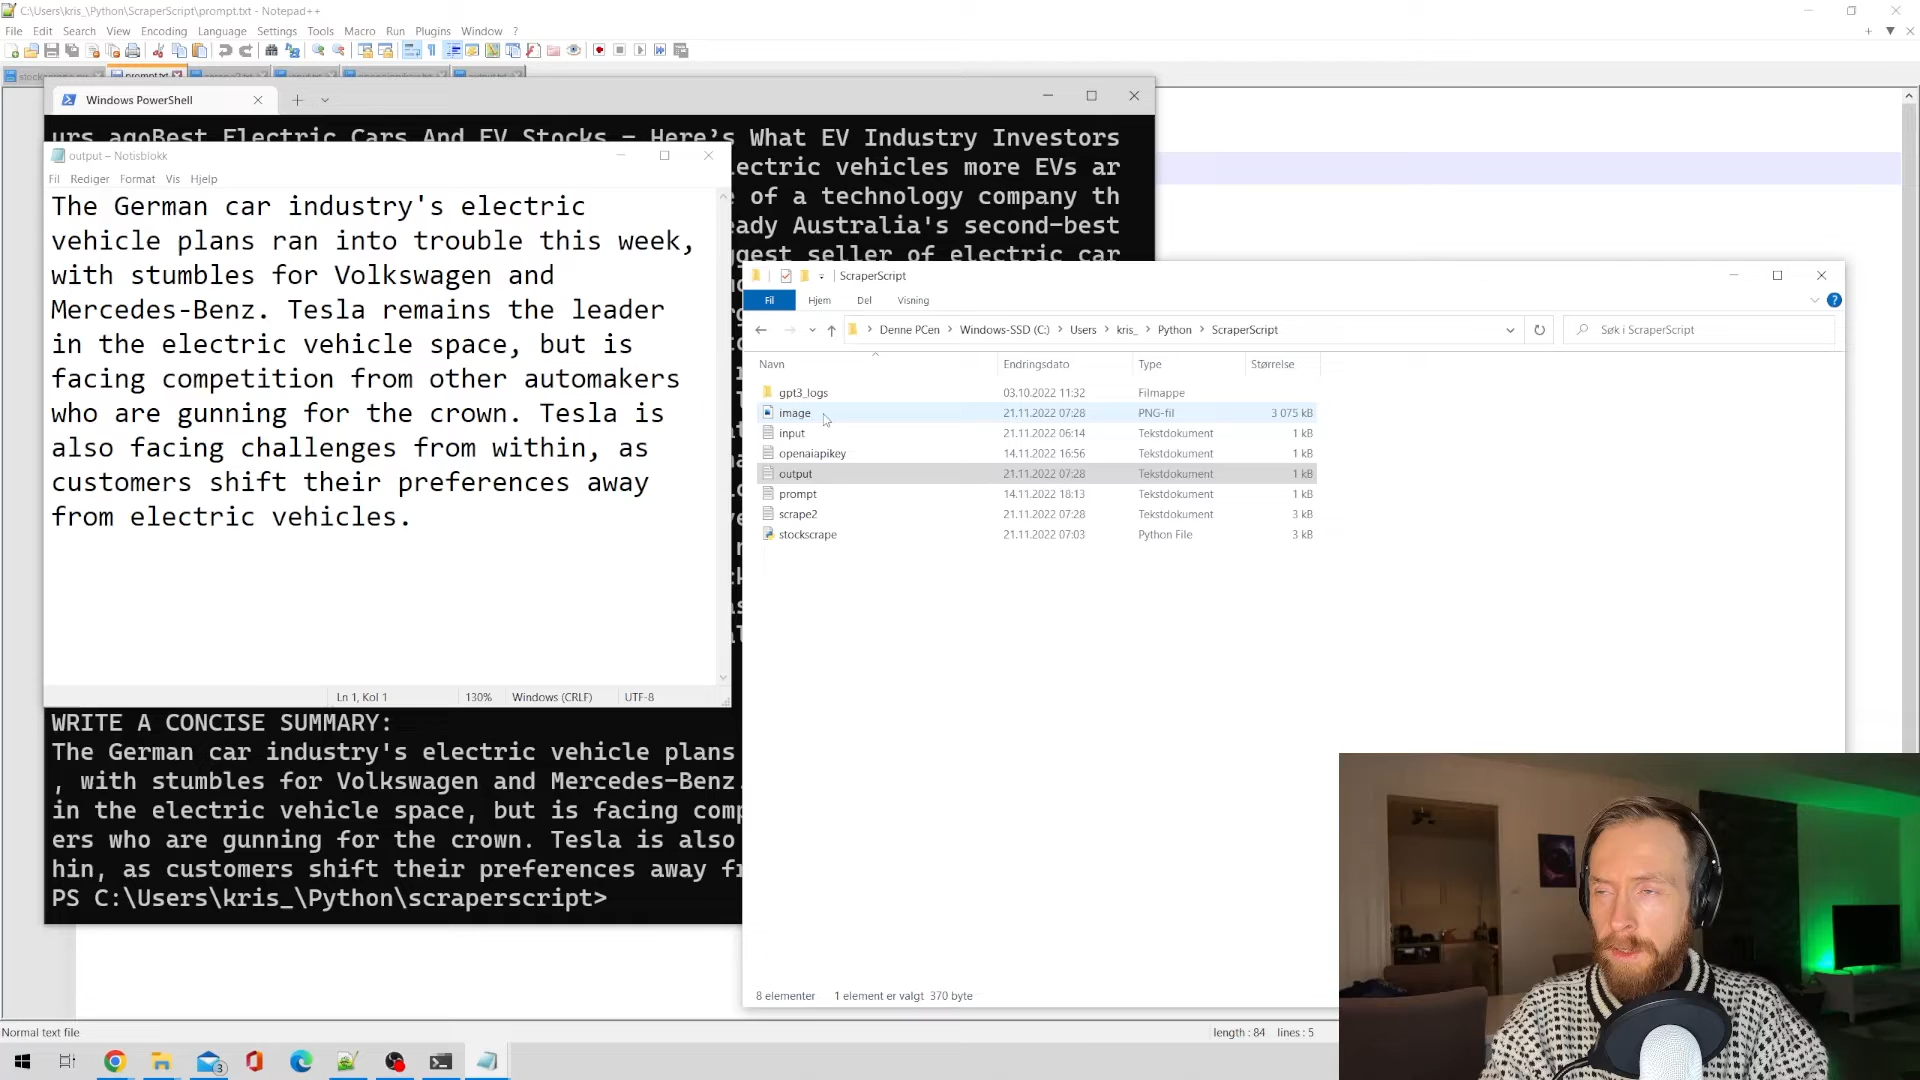 C:\Users\kris_\Python\ScraperScript\prompt.txt - Notepad++
File Edit Search View Encoding Language Settings Tools Macro Run Plugins Window ?
prompt.txt
Windows PowerShell
urs agoBest Electric Cars And EV Stocks – Here's What EV Industry Investors
ectric vehicles more EVs ar
e of a technology company th
eady Australia's second-best
ggest seller of electric car
output – Notisblokk
Fil Rediger Format Vis Hjelp
The German car industry's electric
vehicle plans ran into trouble this week,
with stumbles for Volkswagen and
Mercedes-Benz. Tesla remains the leader
in the electric vehicle space, but is
facing competition from other automakers
who are gunning for the crown. Tesla is
also facing challenges from within, as
customers shift their preferences away
from electric vehicles.
Ln 1, Kol 1 130% Windows (CRLF) UTF-8
WRITE A CONCISE SUMMARY:
The German car industry's electric vehicle plans
, with stumbles for Volkswagen and Mercedes-Benz.
in the electric vehicle space, but is facing comp
ers who are gunning for the crown. Tesla is also
hin, as customers shift their preferences away f
PS C:\Users\kris_\Python\scraperscript>
ScraperScript
Fil Hjem Del Visning
Denne PCen > Windows-SSD (C:) > Users > kris_ > Python > ScraperScript
Søk i ScraperScript
Navn Endringsdato Type Størrelse
gpt3_logs 03.10.2022 11:32 Filmappe
image 21.11.2022 07:28 PNG-fil 3 075 kB
input 21.11.2022 06:14 Tekstdokument 1 kB
openaiapikey 14.11.2022 16:56 Tekstdokument 1 kB
output 21.11.2022 07:28 Tekstdokument 1 kB
prompt 14.11.2022 18:13 Tekstdokument 1 kB
scrape2 21.11.2022 07:28 Tekstdokument 3 kB
stockscrape 21.11.2022 07:03 Python File 3 kB
8 elementer 1 element er valgt 370 byte
Normal text file
length : 84 lines : 5
3